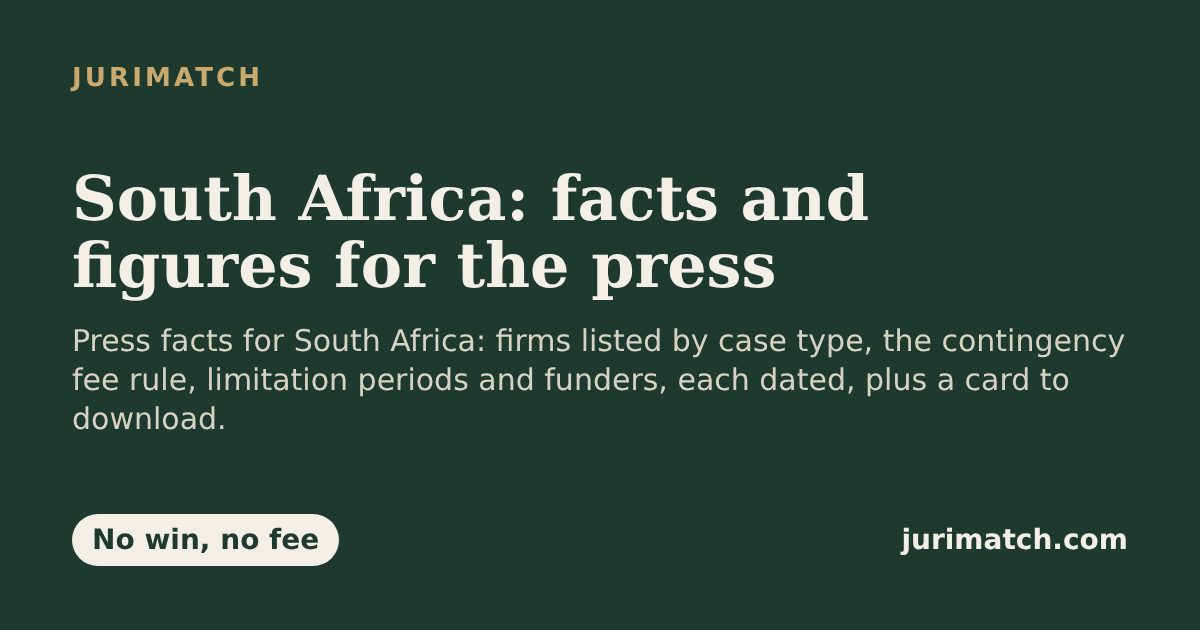 JURIMATCH
South Africa: facts and
figures for the press
Press facts for South Africa: firms listed by case type, the contingency
fee rule, limitation periods and funders, each dated, plus a card to
download.
No win, no fee
jurimatch.com